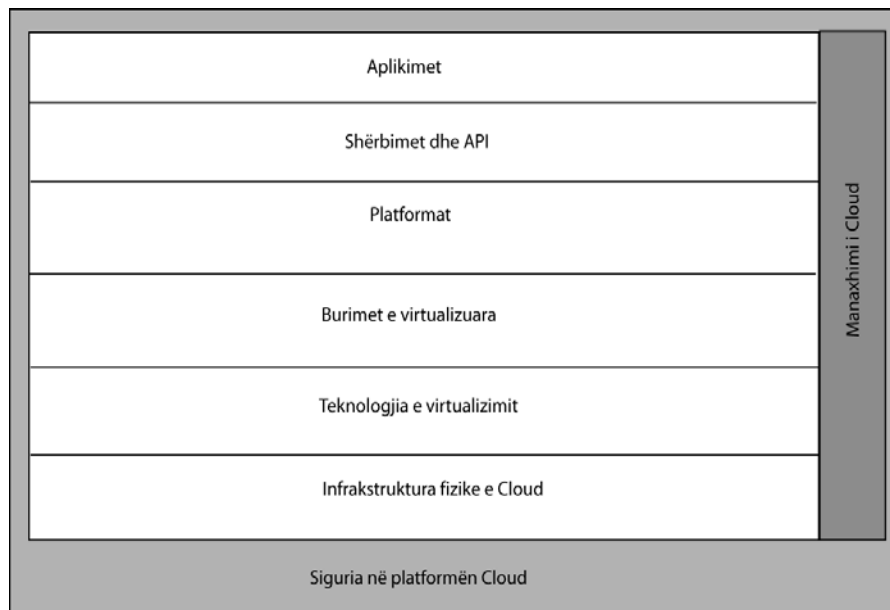 Aplikimet
Shërbimet dhe API
Platformat
Burimet e virtualizuara
Teknologjia e virtualizimit
Infrakstruktura fizike e Cloud
Manaxhimi i Cloud
Siguria në platformën Cloud